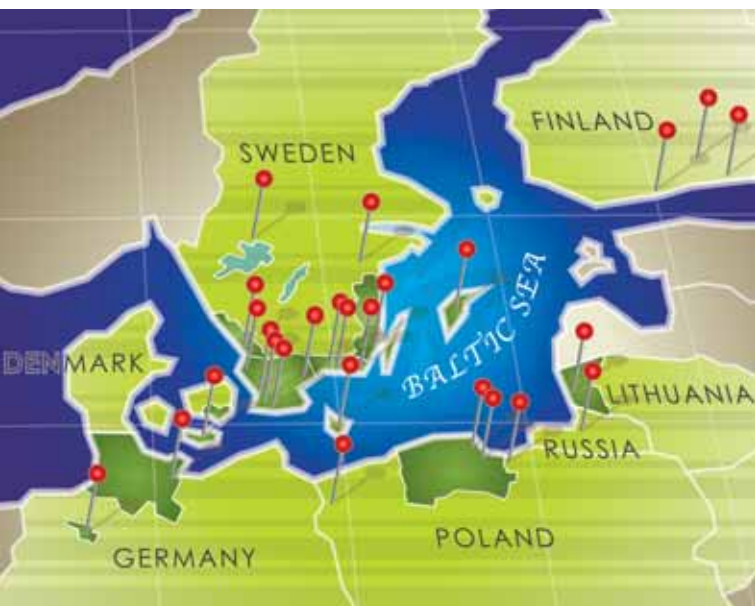 FINLAND
SWEDEN
BALTIC SEA
DENMARK
LITHUANIA
RUSSIA
POLAND
GERMANY